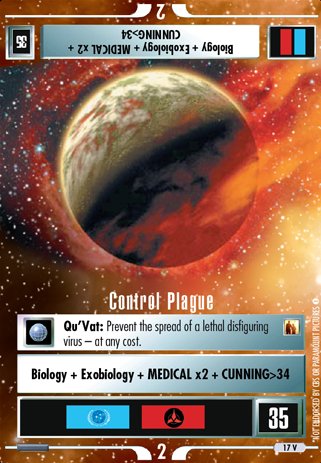 2
Biology + Exobiology + MEDICAL x2 +
CUNNING>34
35
Control Plague
Qu'Vat: Prevent the spread of a lethal disfiguring
virus – at any cost.
Biology + Exobiology + MEDICAL x2 + CUNNING>34
35
2
17 V
*NOT ENDORSED BY CBS OR PARAMOUNT PICTURES